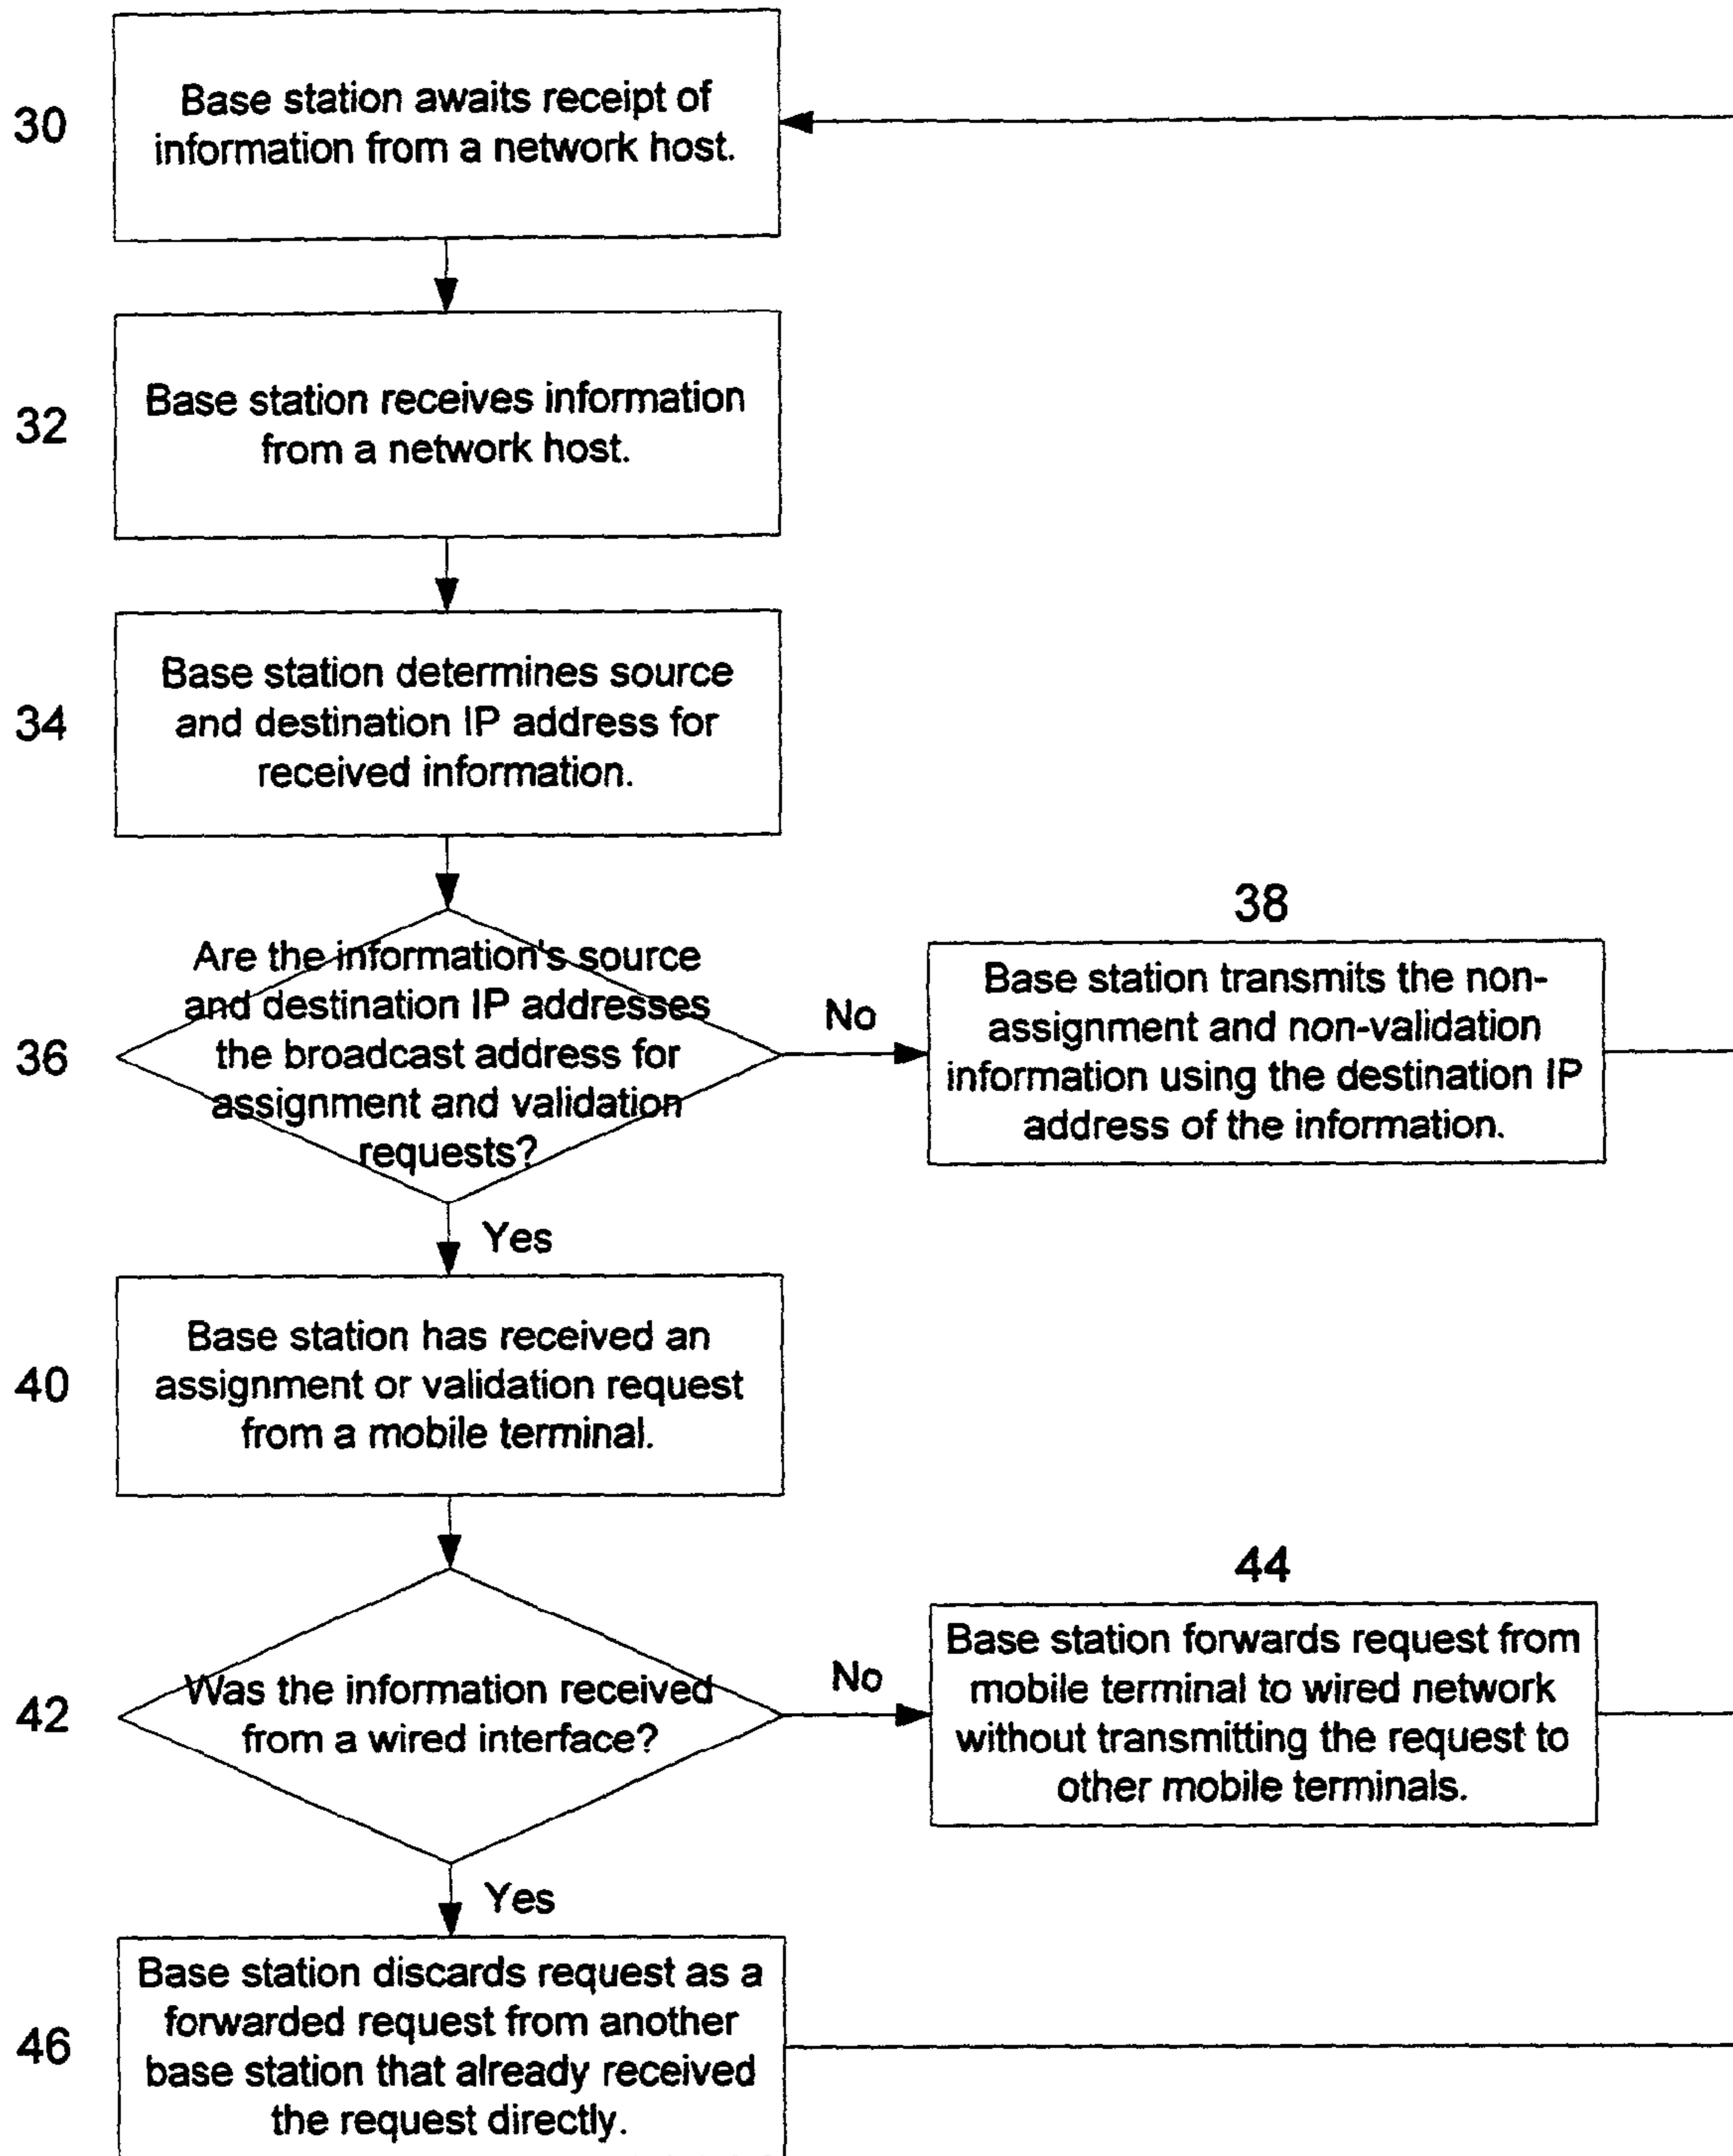 30
Base station awaits receipt of
information from a network host.
32
Base station receives information
from a network host.
34
Base station determines source
and destination IP address for
received information.
36
Are the information's source
and destination IP addresses
the broadcast address for
assignment and validation
requests?
No
38
Base station transmits the non-
assignment and non-validation
information using the destination IP
address of the information.
Yes
40
Base station has received an
assignment or validation request
from a mobile terminal.
42
Was the information received
from a wired interface?
No
44
Base station forwards request from
mobile terminal to wired network
without transmitting the request to
other mobile terminals.
Yes
46
Base station discards request as a
forwarded request from another
base station that already received
the request directly.